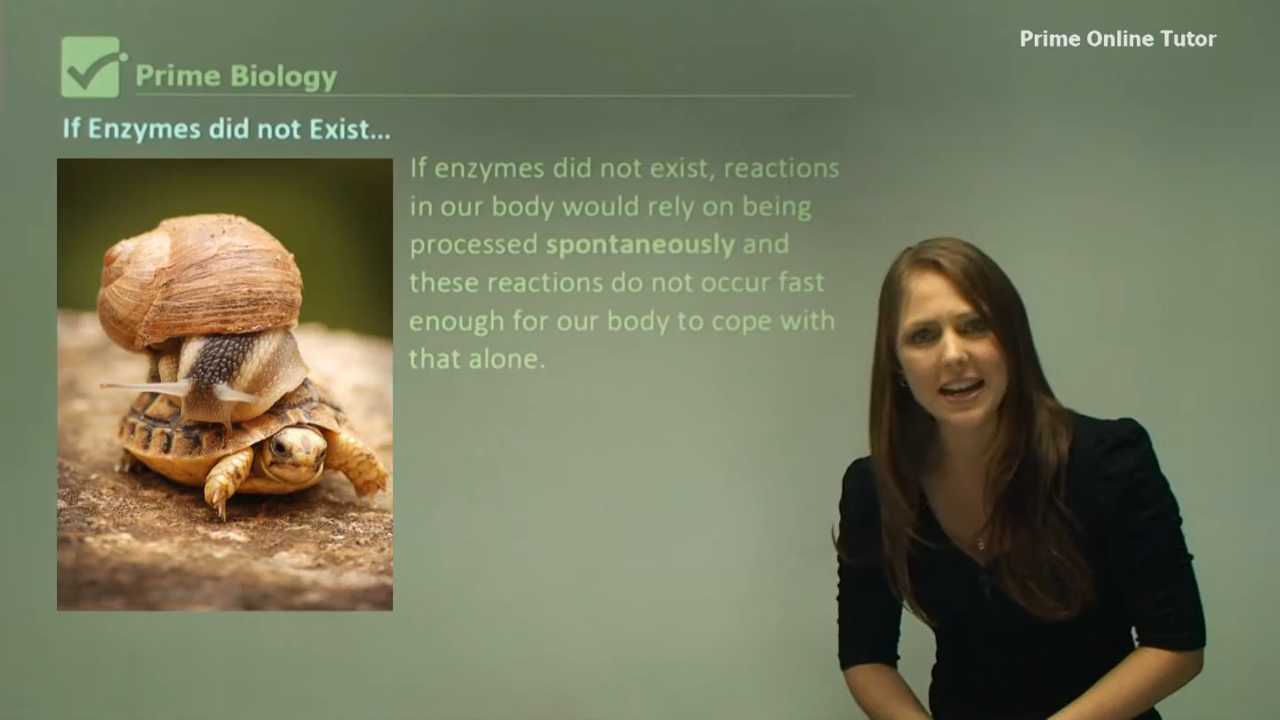 Prime Online Tutor
Prime Biology
If Enzymes did not Exist...
If enzymes did not exist, reactions
in our body would rely on being
processed spontaneously and
these reactions do not occur fast
enough for our body to cope with
that alone.